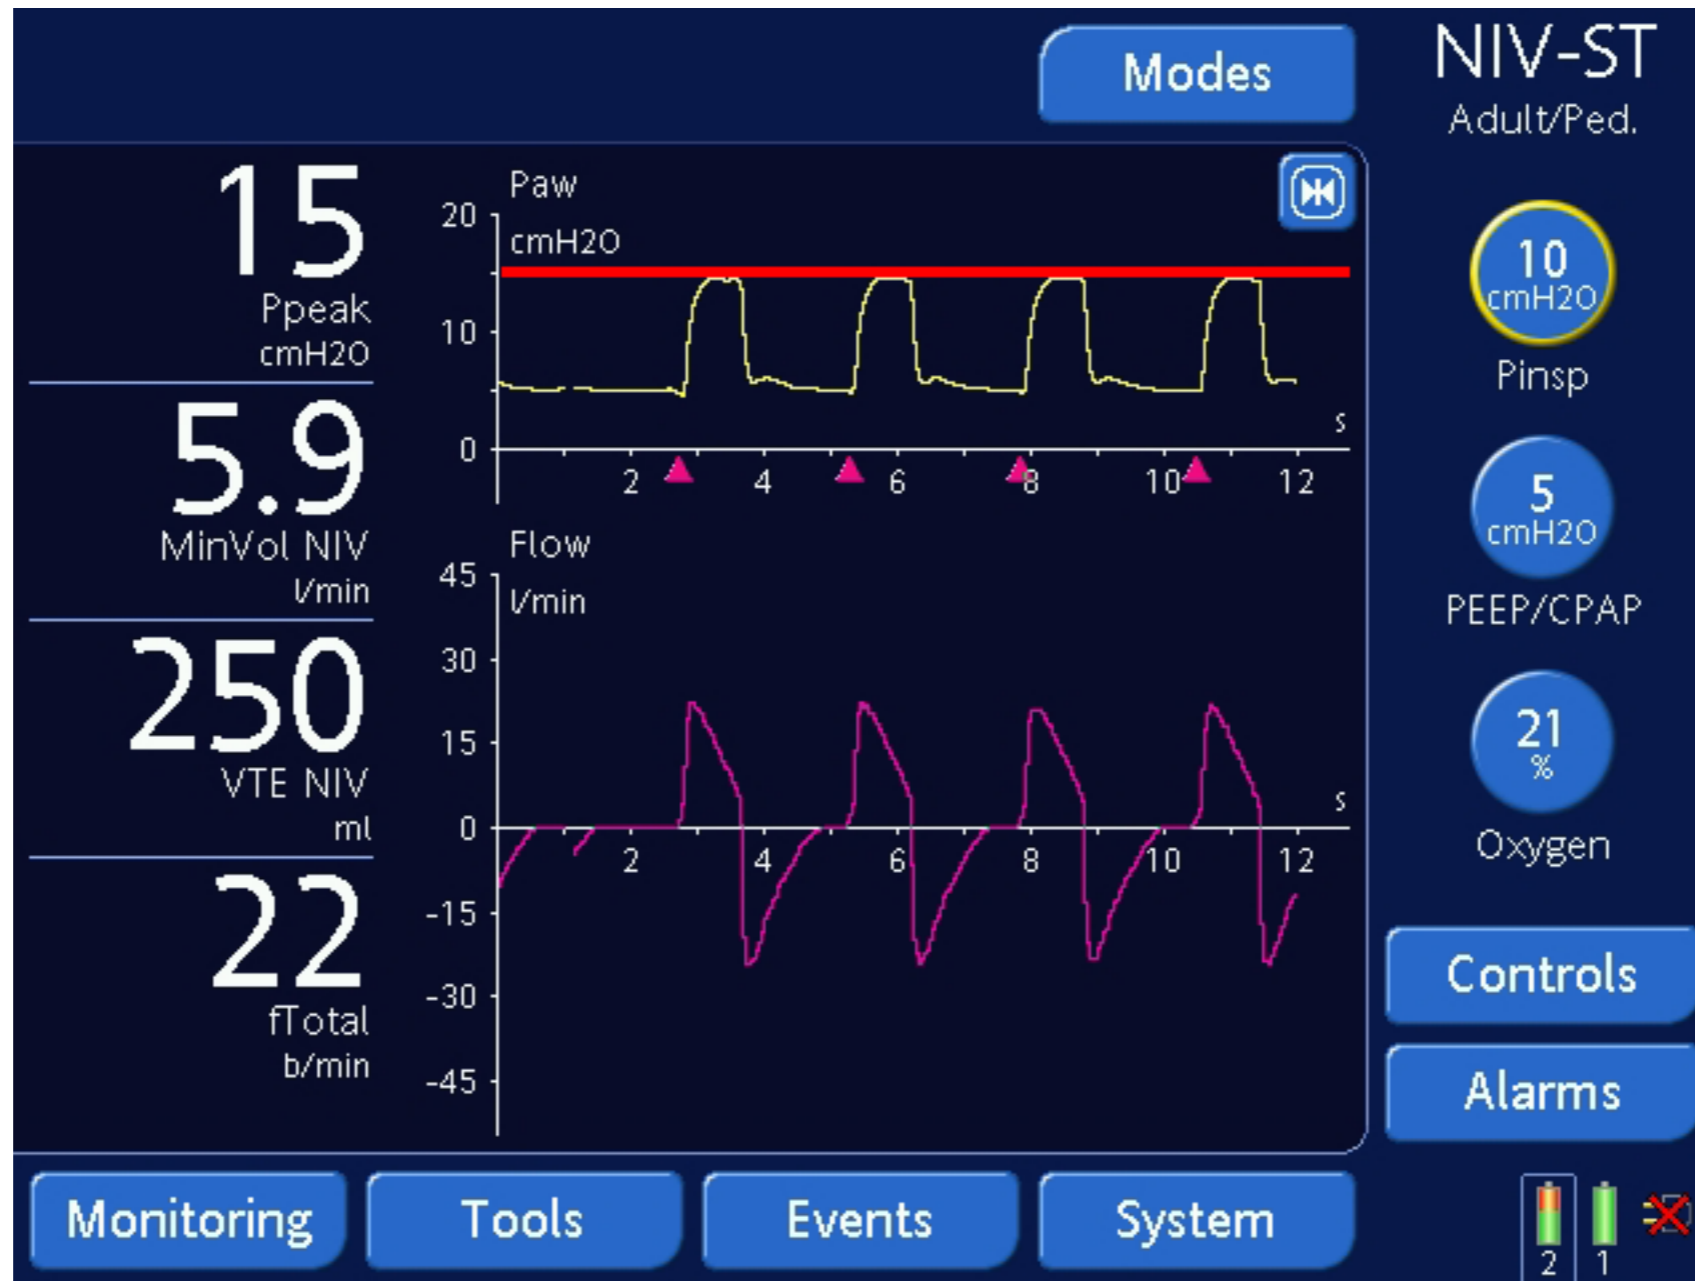 Modes
NIV-ST
Adult/Ped.
15
Ppeak
cmH2O
5.9
MinVol NIV
l/min
250
VTE NIV
ml
22
fTotal
b/min
Paw
cmH2O
20
10
0
s
2 4 6 8 10 12
Flow
l/min
45
30
15
0
-15
-30
-45
s
2 4 6 8 10 12
10
cmH2O
Pinsp
5
cmH2O
PEEP/CPAP
21
%
Oxygen
Controls
Alarms
Monitoring
Tools
Events
System
2 1